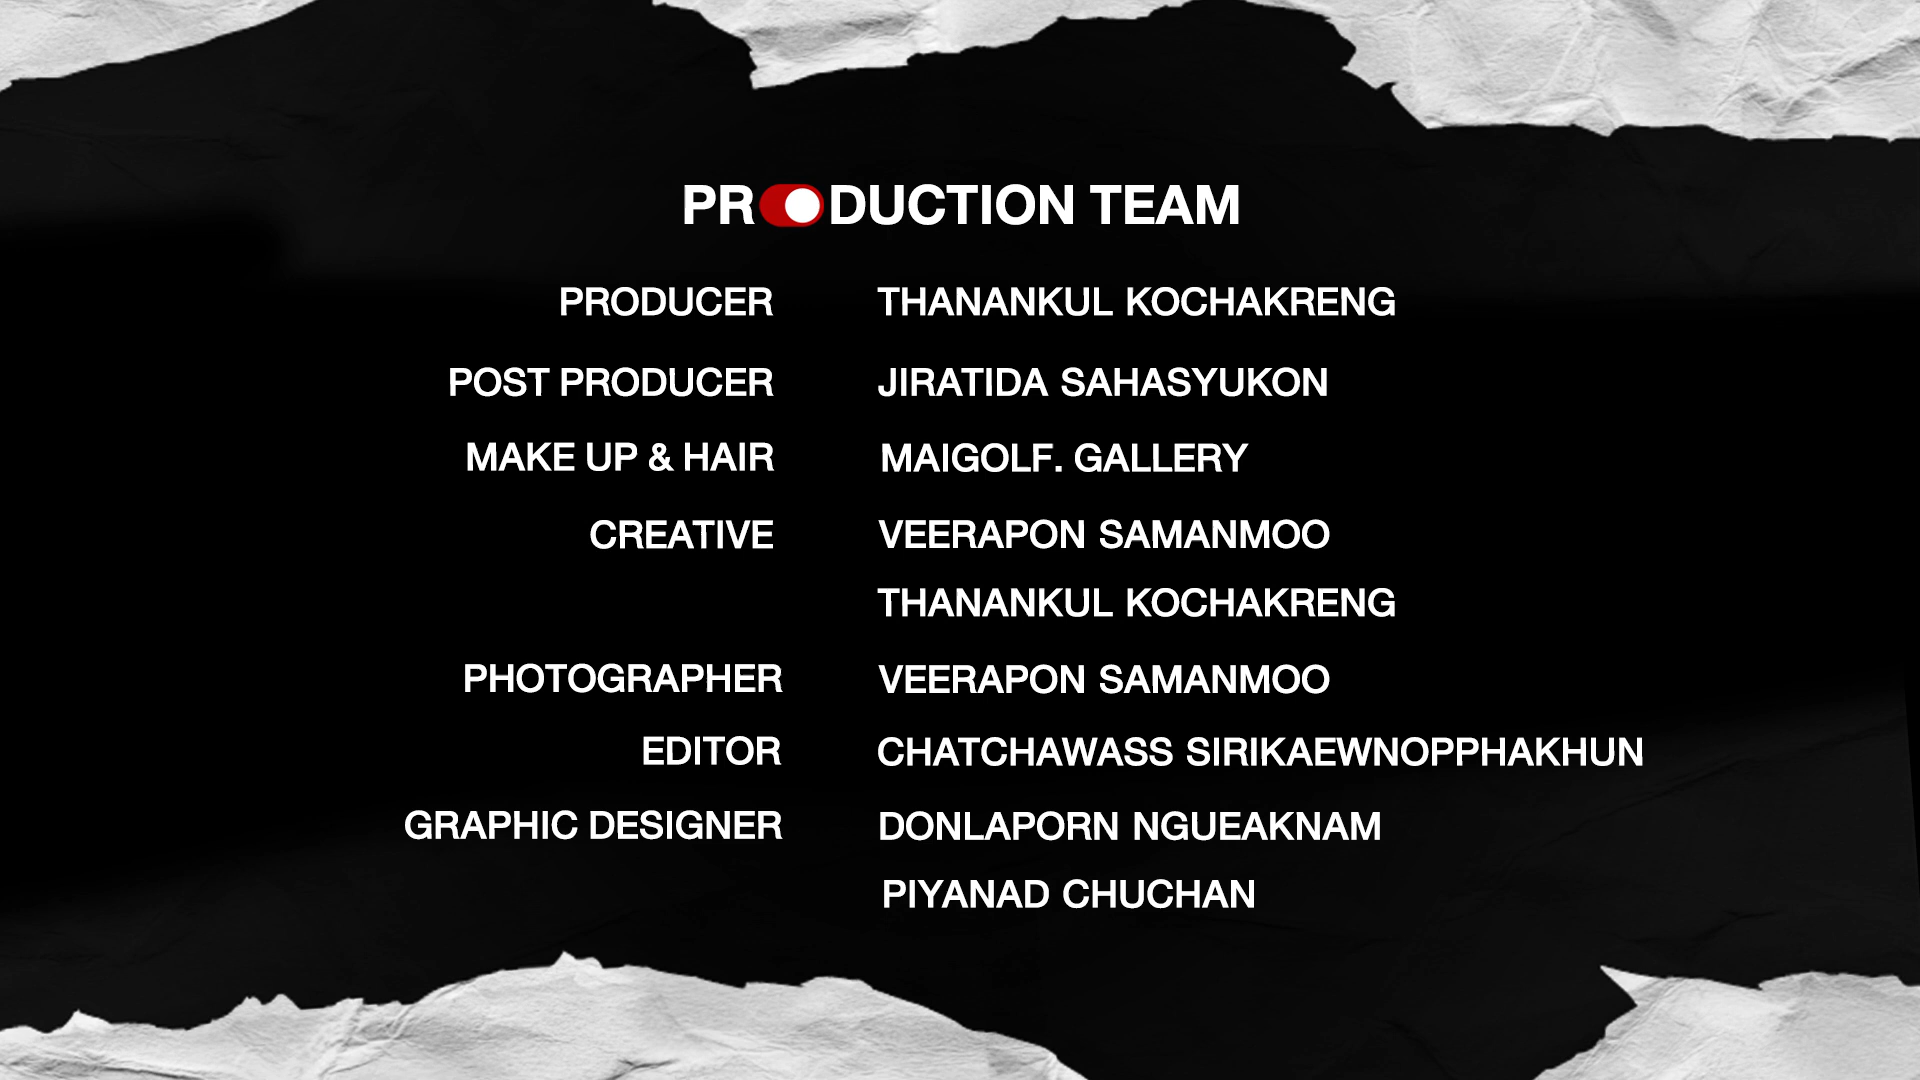 PRODUCTION TEAM
PRODUCER THANANKUL KOCHAKRENG
POST PRODUCER JIRATIDA SAHASYUKON
MAKE UP & HAIR MAIGOLF. GALLERY
CREATIVE VEERAPON SAMANMOO
THANANKUL KOCHAKRENG
PHOTOGRAPHER VEERAPON SAMANMOO
EDITOR CHATCHAWASS SIRIKAEWNOPPHAKHUN
GRAPHIC DESIGNER DONLAPORN NGUEAKNAM
PIYANAD CHUCHAN